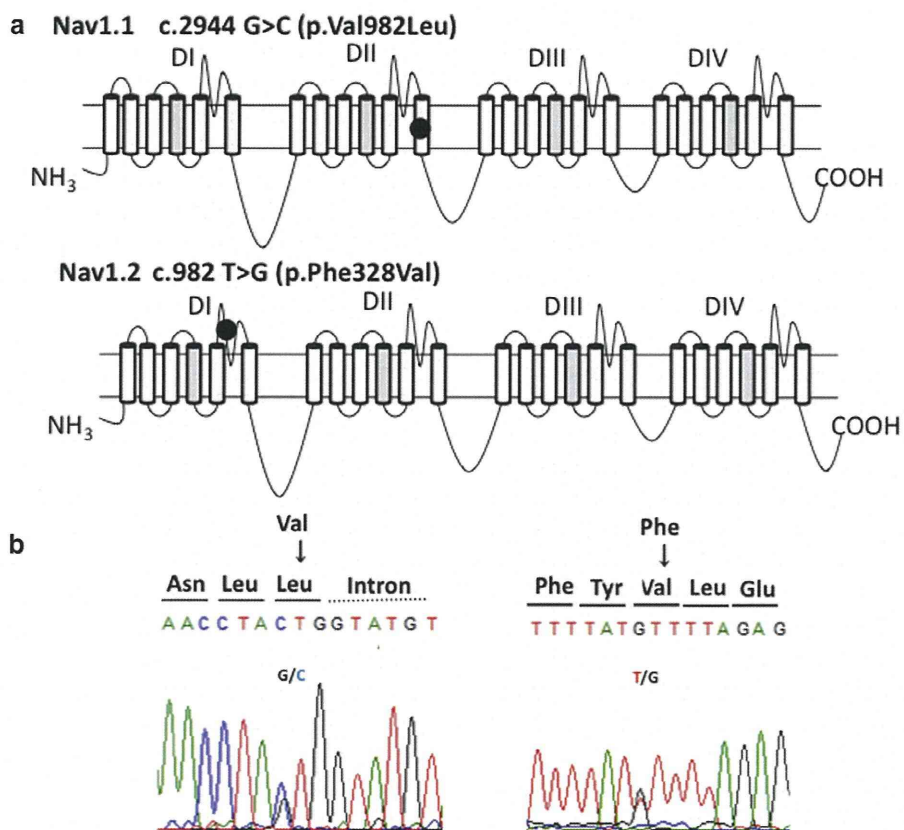 a Nav1.1 c.2944 G>C (p.Val982Leu)
DI DII DIII DIV
NH3 COOH
Nav1.2 c.982 T>G (p.Phe328Val)
DI DII DIII DIV
NH3 COOH
b
Val
↓
Asn Leu Leu Intron
AACCTACTGGTATGT
G/C
Phe
↓
Phe Tyr Val Leu Glu
TTTTATGTTTTAGAG
T/G